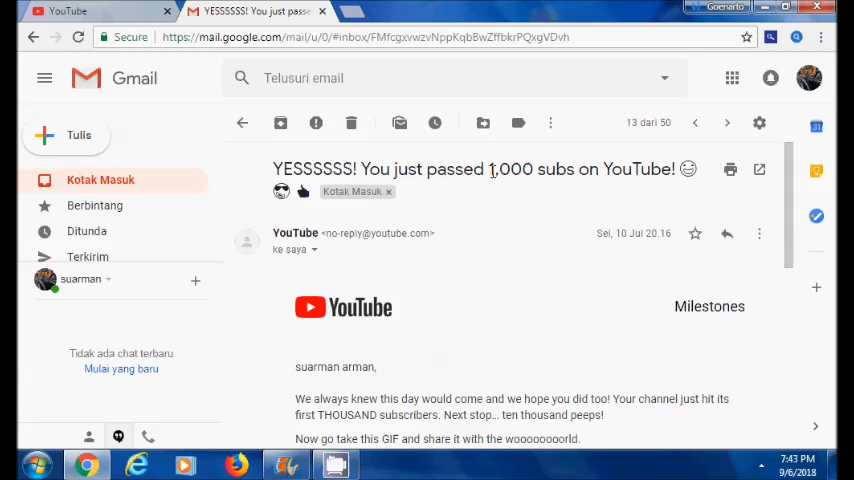 YouTube
YESSSSSS! You just passe
Goenarto
Secure
https://mail.google.com/mail/u/0/#inbox/FMfcgxvwzvNppKqbBwZffbkrPQxgVDvh
Gmail
Telusuri email
Tulis
13 dari 50
Kotak Masuk
Berbintang
Ditunda
Terkirim
suarman
Tidak ada chat terbaru
Mulai yang baru
YESSSSSS! You just passed 1,000 subs on YouTube!
Kotak Masuk ×
YouTube <no-reply@youtube.com>
Sel, 10 Jul 20.16
ke saya
YouTube
Milestones
suarman arman,
We always knew this day would come and we hope you did too! Your channel just hit its
first THOUSAND subscribers. Next stop... ten thousand peeps!
Now go take this GIF and share it with the woooooooorld.
31
7:43 PM
9/6/2018